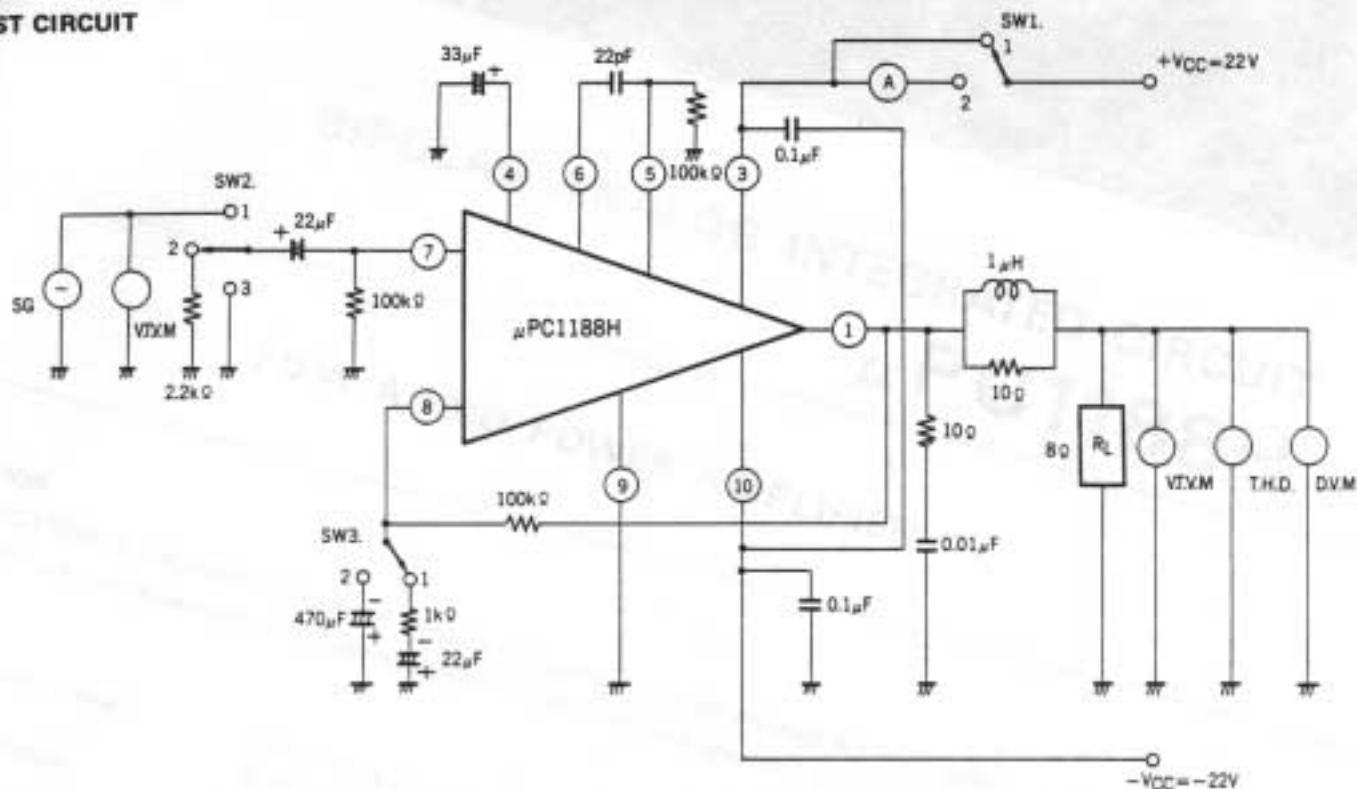 ST CIRCUIT
SW1.
1
A
2
+VCC=22V
33μF
+
22pF
100kΩ
0.1μF
4
6
5
3
SW2.
1
2
3
+
22μF
SG
V.T.V.M
2.2kΩ
100kΩ
7
8
μPC1188H
1
9
10
1μH
10Ω
10Ω
0.01μF
8Ω
RL
V.T.V.M
T.H.D.
D.V.M
100kΩ
SW3.
2
1
470μF
-
+
1kΩ
-
+
22μF
0.1μF
-VCC=-22V